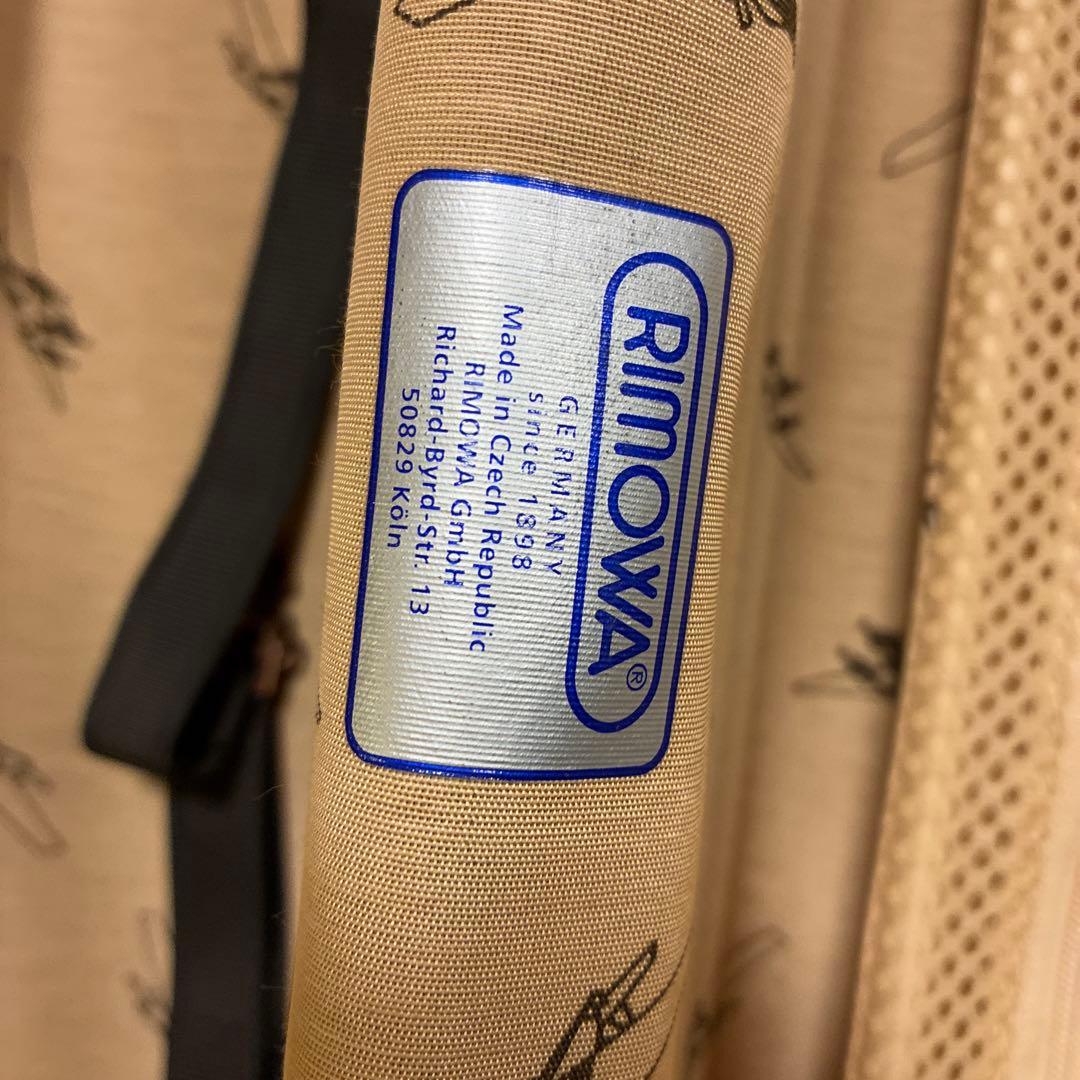 RIMOWA®
GERMANY
since 1898
Made in Czech Republic
RIMOWA GmbH
Richard-Byrd-Str. 13
50829 Köln